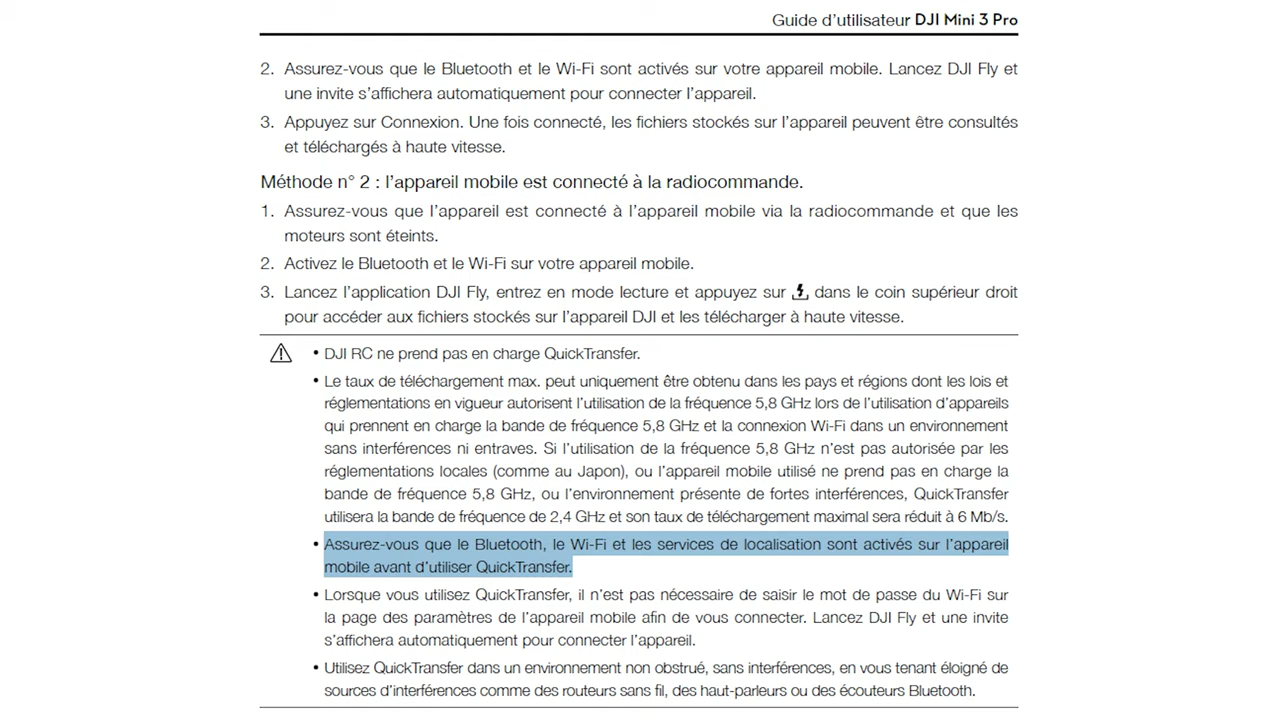 Guide d’utilisateur DJI Mini 3 Pro
2. Assurez-vous que le Bluetooth et le Wi-Fi sont activés sur votre appareil mobile. Lancez DJI Fly et
une invite s’affichera automatiquement pour connecter l’appareil.
3. Appuyez sur Connexion. Une fois connecté, les fichiers stockés sur l’appareil peuvent être consultés
et téléchargés à haute vitesse.
Méthode n° 2 : l’appareil mobile est connecté à la radiocommande.
1. Assurez-vous que l’appareil est connecté à l’appareil mobile via la radiocommande et que les
moteurs sont éteints.
2. Activez le Bluetooth et le Wi-Fi sur votre appareil mobile.
3. Lancez l’application DJI Fly, entrez en mode lecture et appuyez sur dans le coin supérieur droit
pour accéder aux fichiers stockés sur l’appareil DJI et les télécharger à haute vitesse.
• DJI RC ne prend pas en charge QuickTransfer.
• Le taux de téléchargement max. peut uniquement être obtenu dans les pays et régions dont les lois et
réglementations en vigueur autorisent l’utilisation de la fréquence 5,8 GHz lors de l’utilisation d’appareils
qui prennent en charge la bande de fréquence 5,8 GHz et la connexion Wi-Fi dans un environnement
sans interférences ni entraves. Si l’utilisation de la fréquence 5,8 GHz n’est pas autorisée par les
réglementations locales (comme au Japon), ou l’appareil mobile utilisé ne prend pas en charge la
bande de fréquence 5,8 GHz, ou l’environnement présente de fortes interférences, QuickTransfer
utilisera la bande de fréquence de 2,4 GHz et son taux de téléchargement maximal sera réduit à 6 Mb/s.
• Assurez-vous que le Bluetooth, le Wi-Fi et les services de localisation sont activés sur l’appareil
mobile avant d’utiliser QuickTransfer.
• Lorsque vous utilisez QuickTransfer, il n’est pas nécessaire de saisir le mot de passe du Wi-Fi sur
la page des paramètres de l’appareil mobile afin de vous connecter. Lancez DJI Fly et une invite
s’affichera automatiquement pour connecter l’appareil.
• Utilisez QuickTransfer dans un environnement non obstrué, sans interférences, en vous tenant éloigné de
sources d’interférences comme des routeurs sans fil, des haut-parleurs ou des écouteurs Bluetooth.